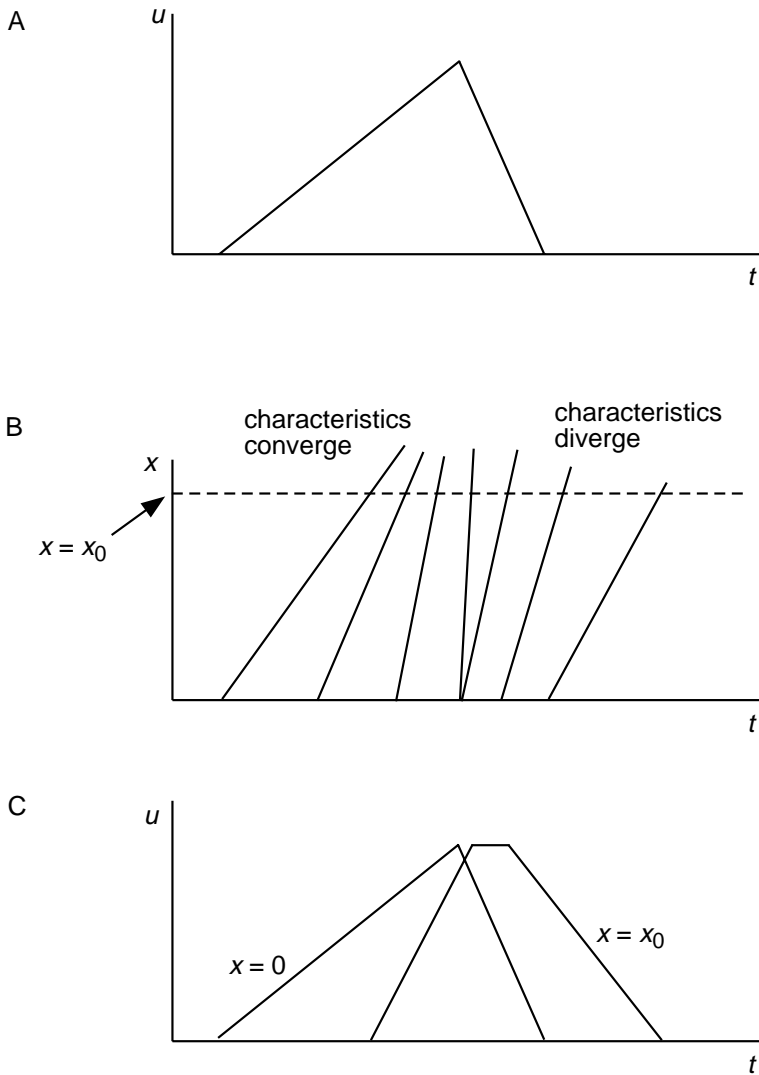 A
u
t
B
characteristics
converge
characteristics
diverge
x
x = x0
t
C
u
x = 0
x = x0
t